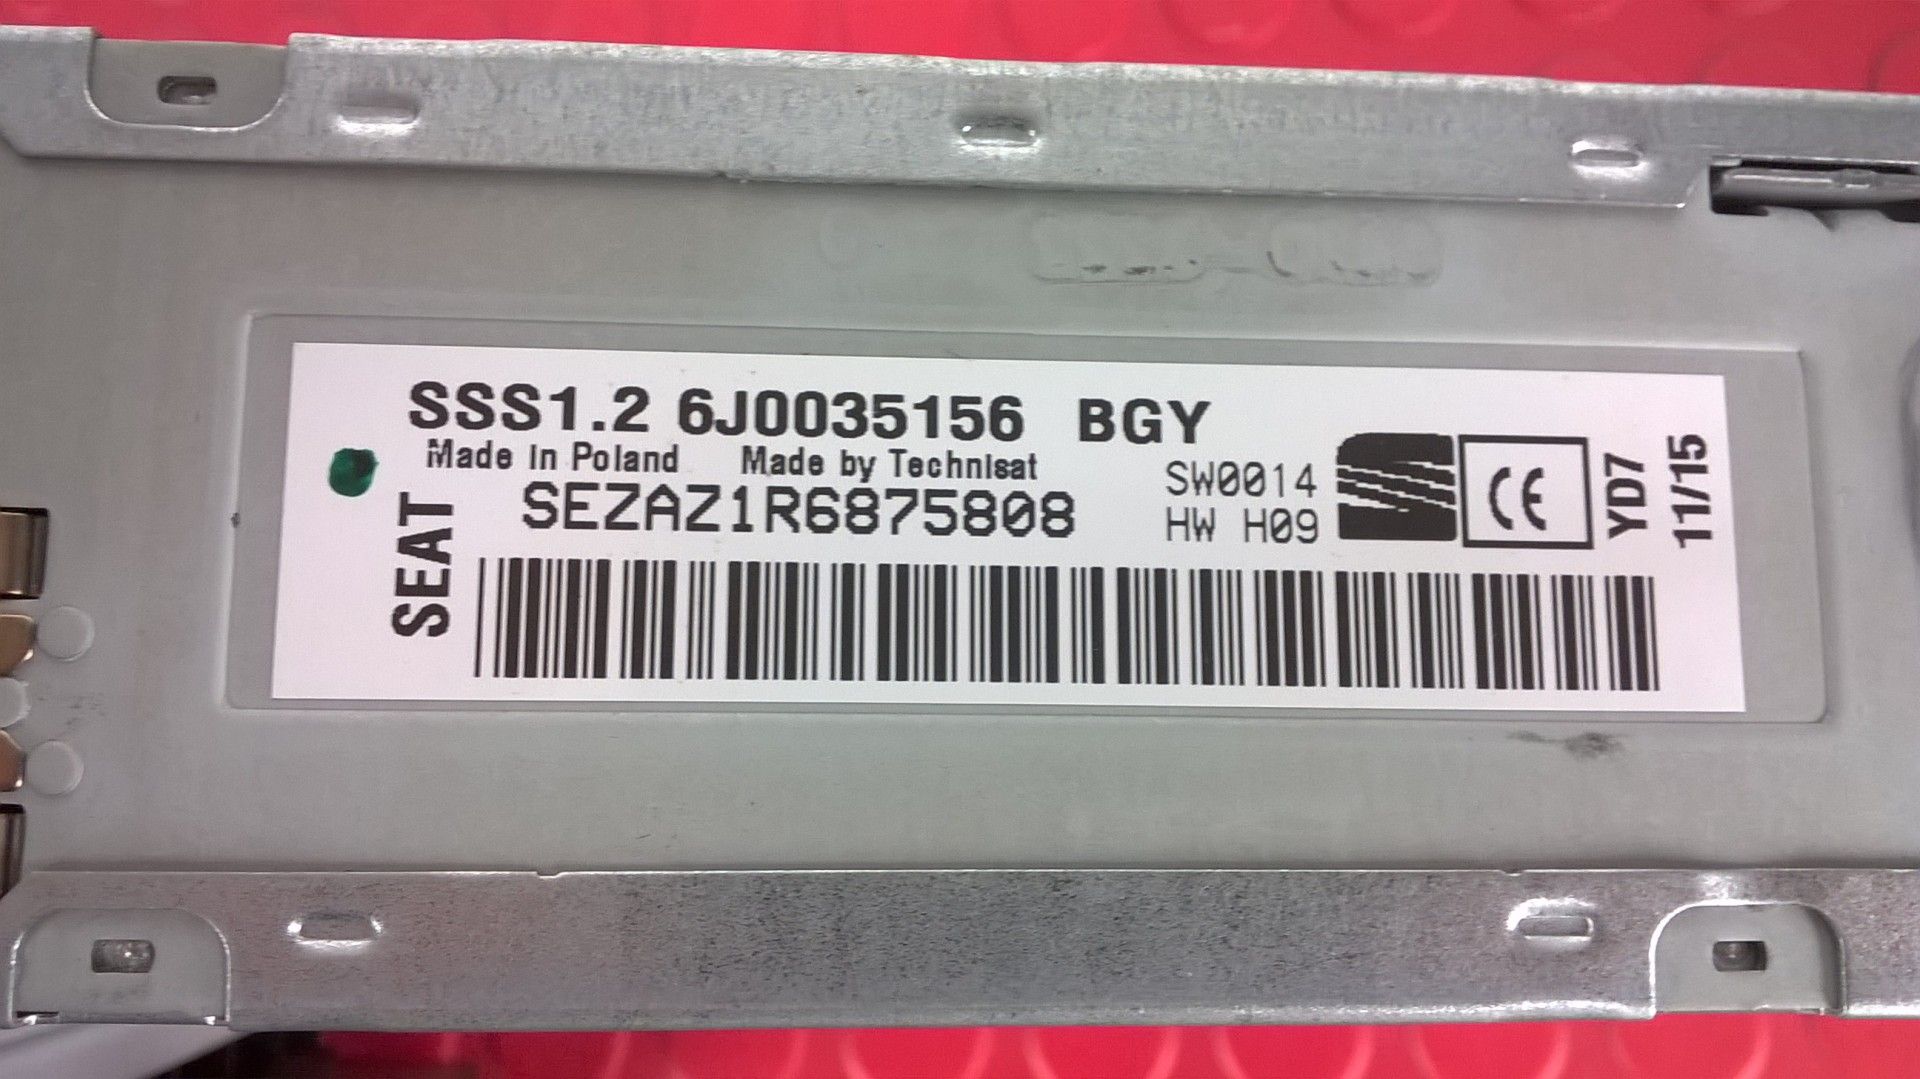 SSS1.2 6J0035156 BGY
Made in Poland Made by Technisat
SEZAZ1R6875808
SW0014
HW H09
SEAT
CE
YD7
11/15